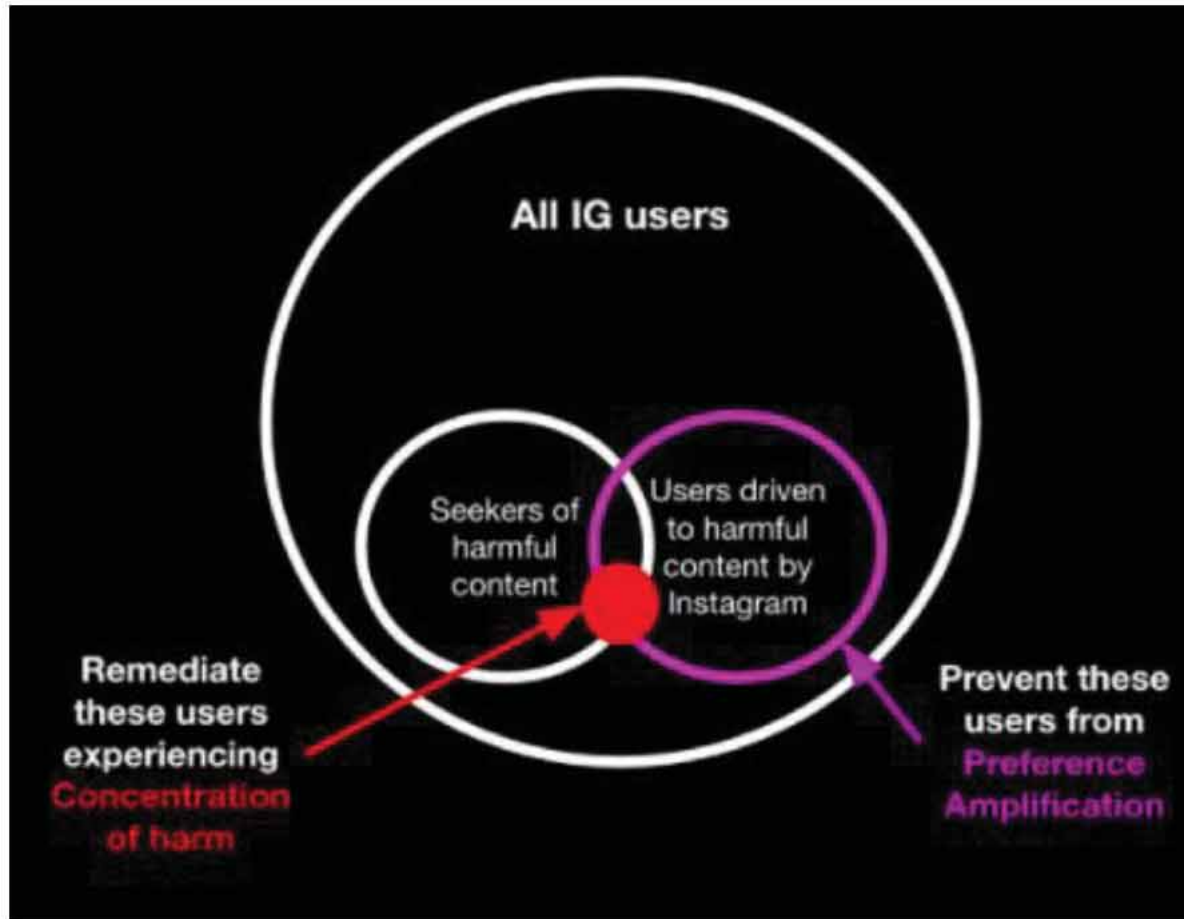 All IG users
Seekers of
harmful
content
Users driven
to harmful
content by
Instagram
Remediate
these users
experiencing
Concentration
of harm
Prevent these
users from
Preference
Amplification